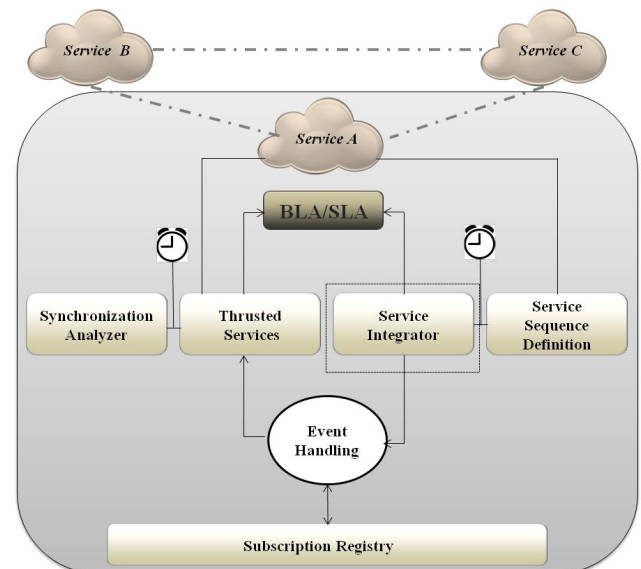 Service B
Service C
Service A
BLA/SLA
Synchronization
Analyzer
Thrusted
Services
Service
Integrator
Service
Sequence
Definition
Event
Handling
Subscription Registry